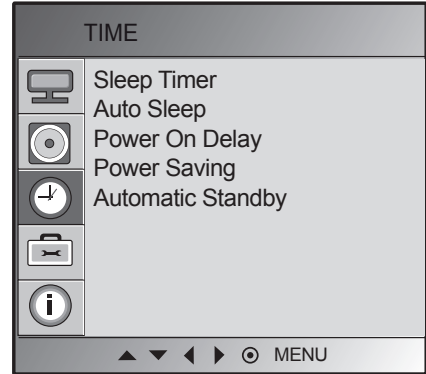 TIME
Sleep Timer
Auto Sleep
Power On Delay
Power Saving
Automatic Standby
MENU